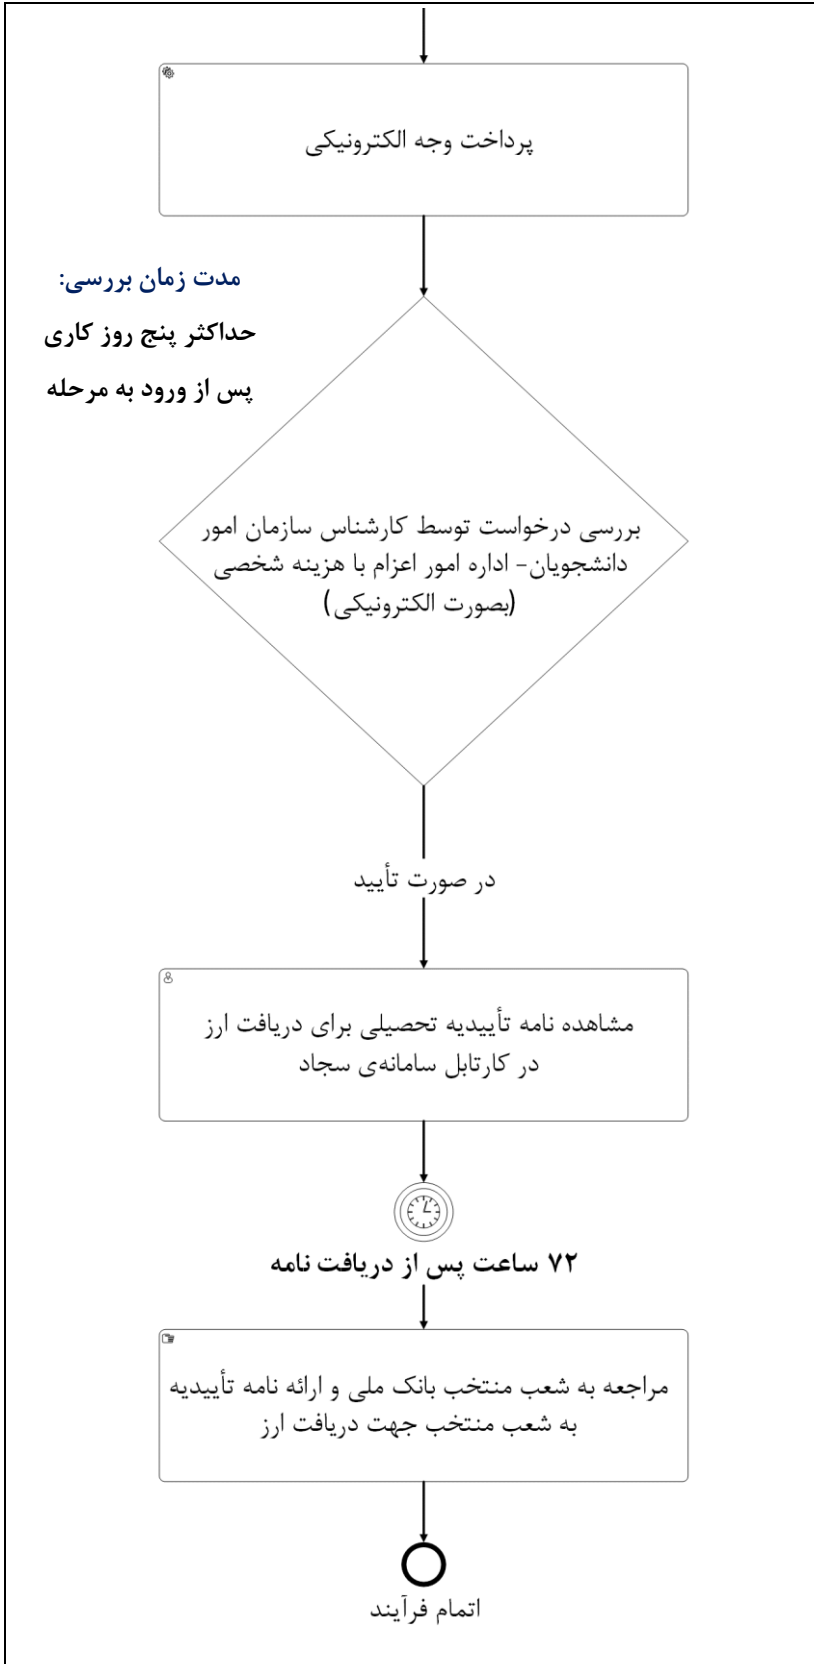 پرداخت وجه الکترونیکی
مدت زمان بررسی:
حداکثر پنج روز کاری
پس از ورود به مرحله
بررسی درخواست توسط کارشناس سازمان امور
دانشجویان- اداره امور اعزام با هزینه شخصی
(بصورت الکترونیکی)
در صورت تأیید
مشاهده نامه تأییدیه تحصیلی برای دریافت ارز
در کارتابل سامانه‌ی سجاد
۷۲ ساعت پس از دریافت نامه
مراجعه به شعب منتخب بانک ملی و ارائه نامه تأییدیه
به شعب منتخب جهت دریافت ارز
اتمام فرآیند